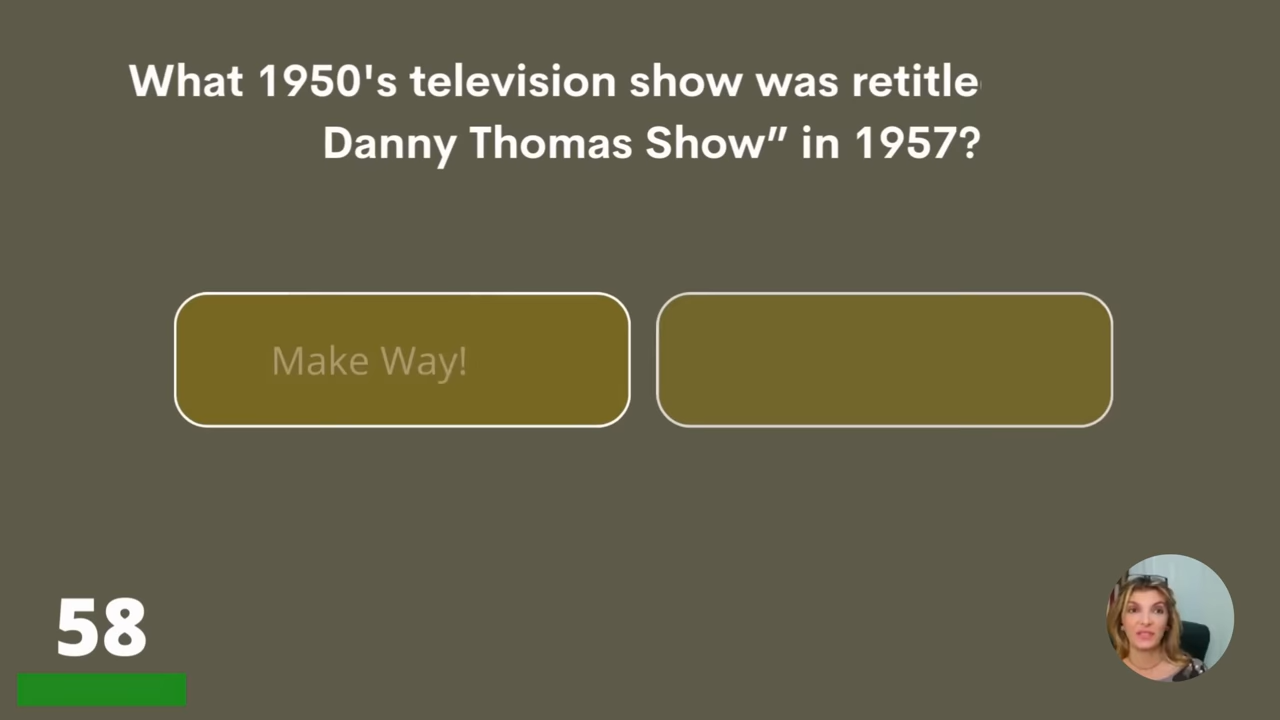 What 1950's television show was retitle
Danny Thomas Show” in 1957?
Make Way!
58